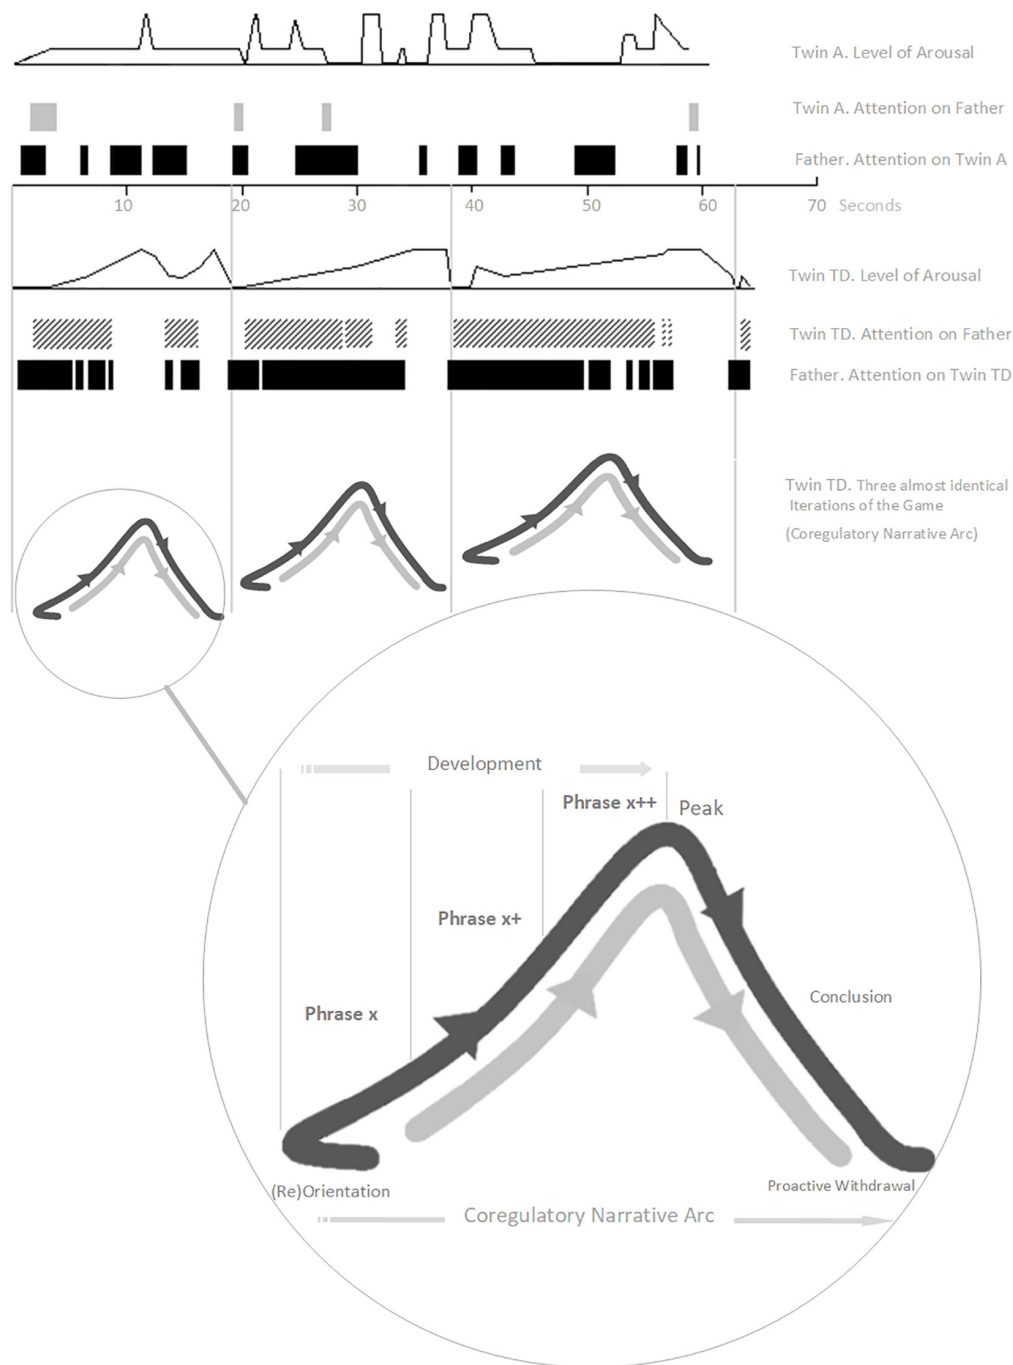 Twin A. Level of Arousal
Twin A. Attention on Father
Father. Attention on Twin A
10 20 30 40 50 60 70 Seconds
Twin TD. Level of Arousal
Twin TD. Attention on Father
Father. Attention on Twin TD
Twin TD. Three almost identical
Iterations of the Game
(Coregulatory Narrative Arc)
Development
Phrase x++
Peak
Phrase x+
Conclusion
Phrase x
(Re)Orientation
Proactive Withdrawal
Coregulatory Narrative Arc